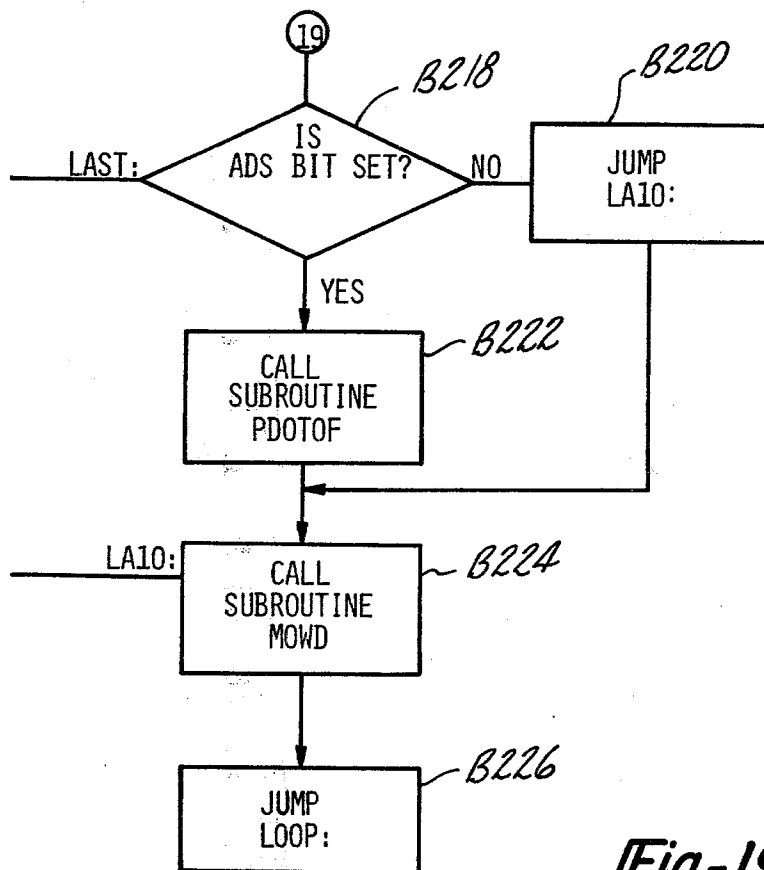 19
B218
B220
IS
ADS BIT SET?
LAST:
NO
JUMP
LA10:
YES
B222
CALL
SUBROUTINE
PDOTOF
LA10:
B224
CALL
SUBROUTINE
MOWD
B226
JUMP
LOOP: